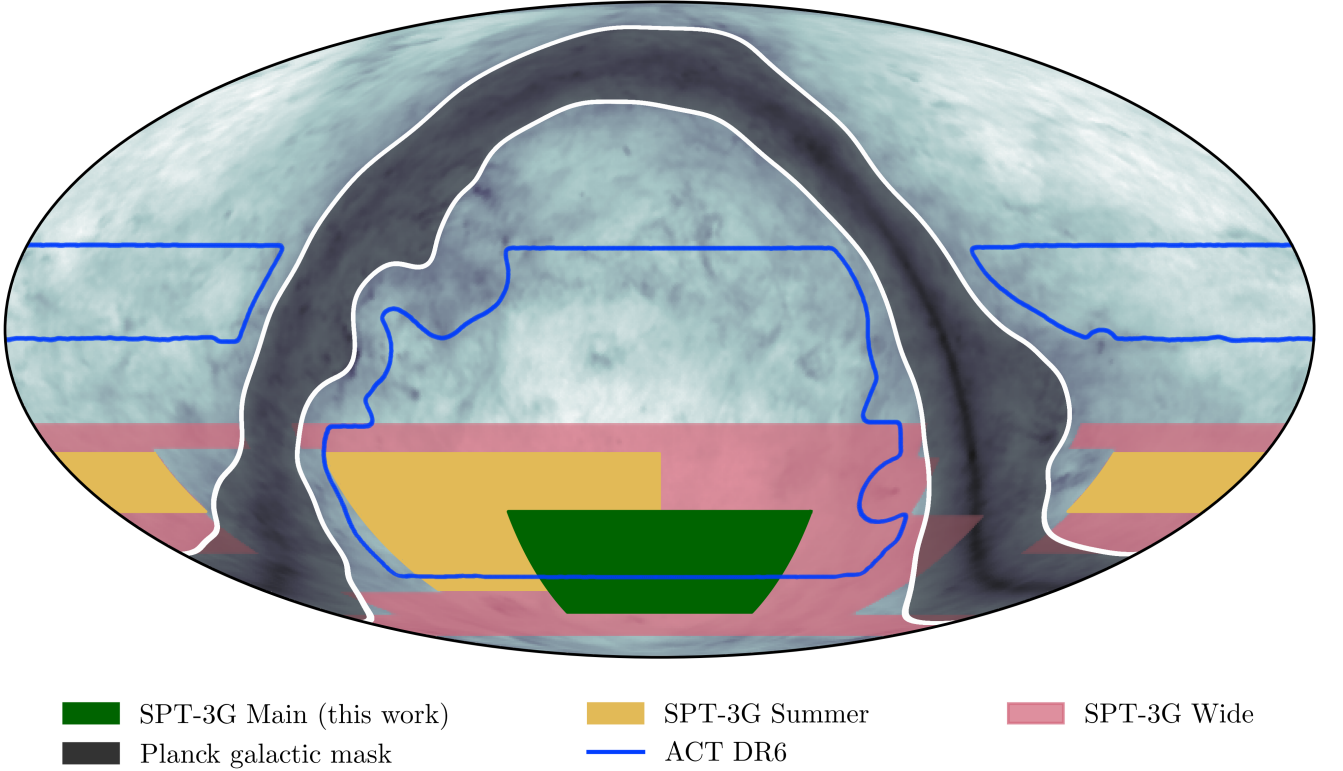 SPT-3G Main (this work)
SPT-3G Summer
SPT-3G Wide
Planck galactic mask
ACT DR6